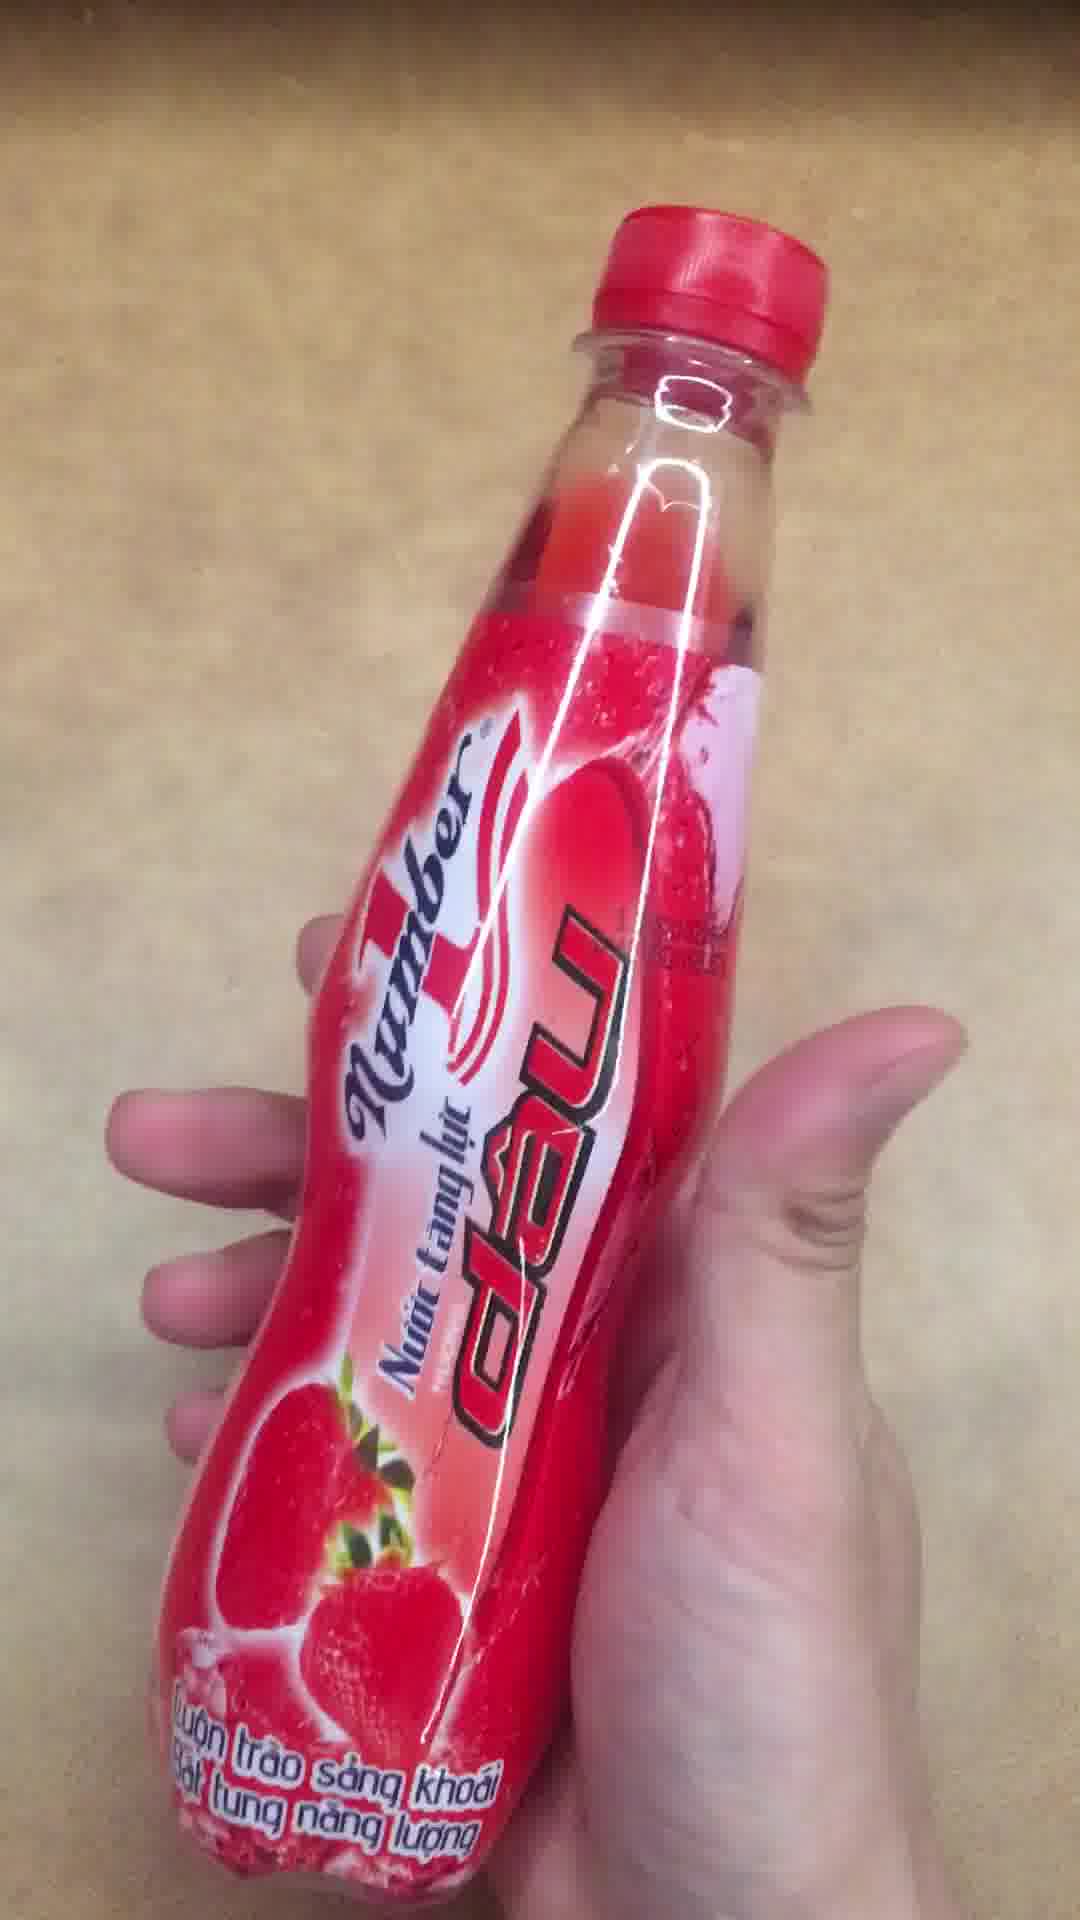 Number 1®
Nước tăng lực
dâu
Luôn trào sảng khoái
Bật tung năng lượng